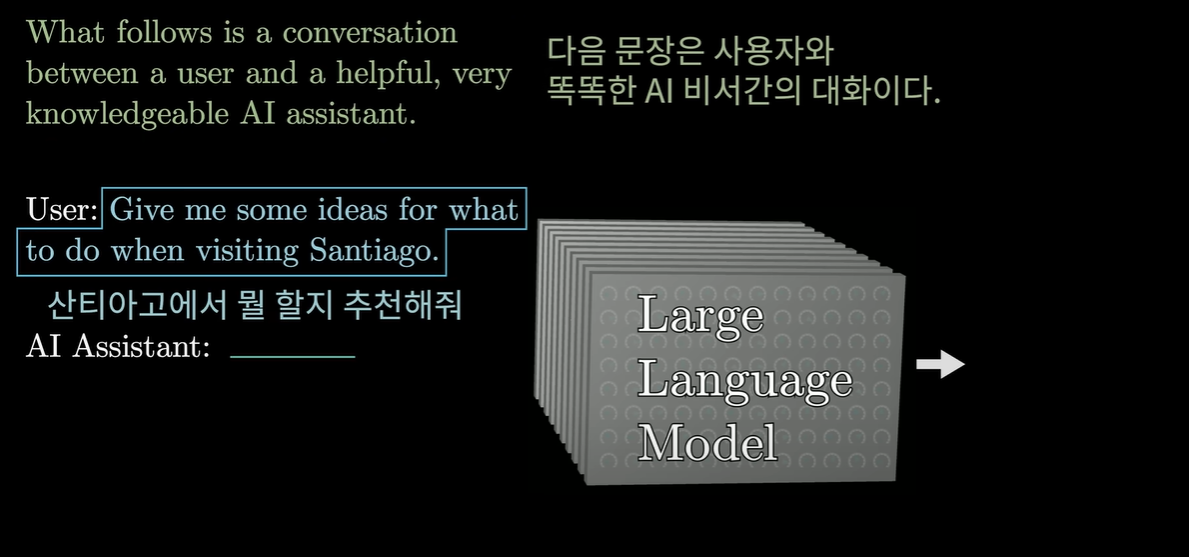 What follows is a conversation
between a user and a helpful, very
knowledgeable AI assistant.
다음 문장은 사용자와
똑똑한 AI 비서간의 대화이다.
User: Give me some ideas for what
to do when visiting Santiago.
산티아고에서 뭘 할지 추천해줘
AI Assistant:
Large
Language
Model